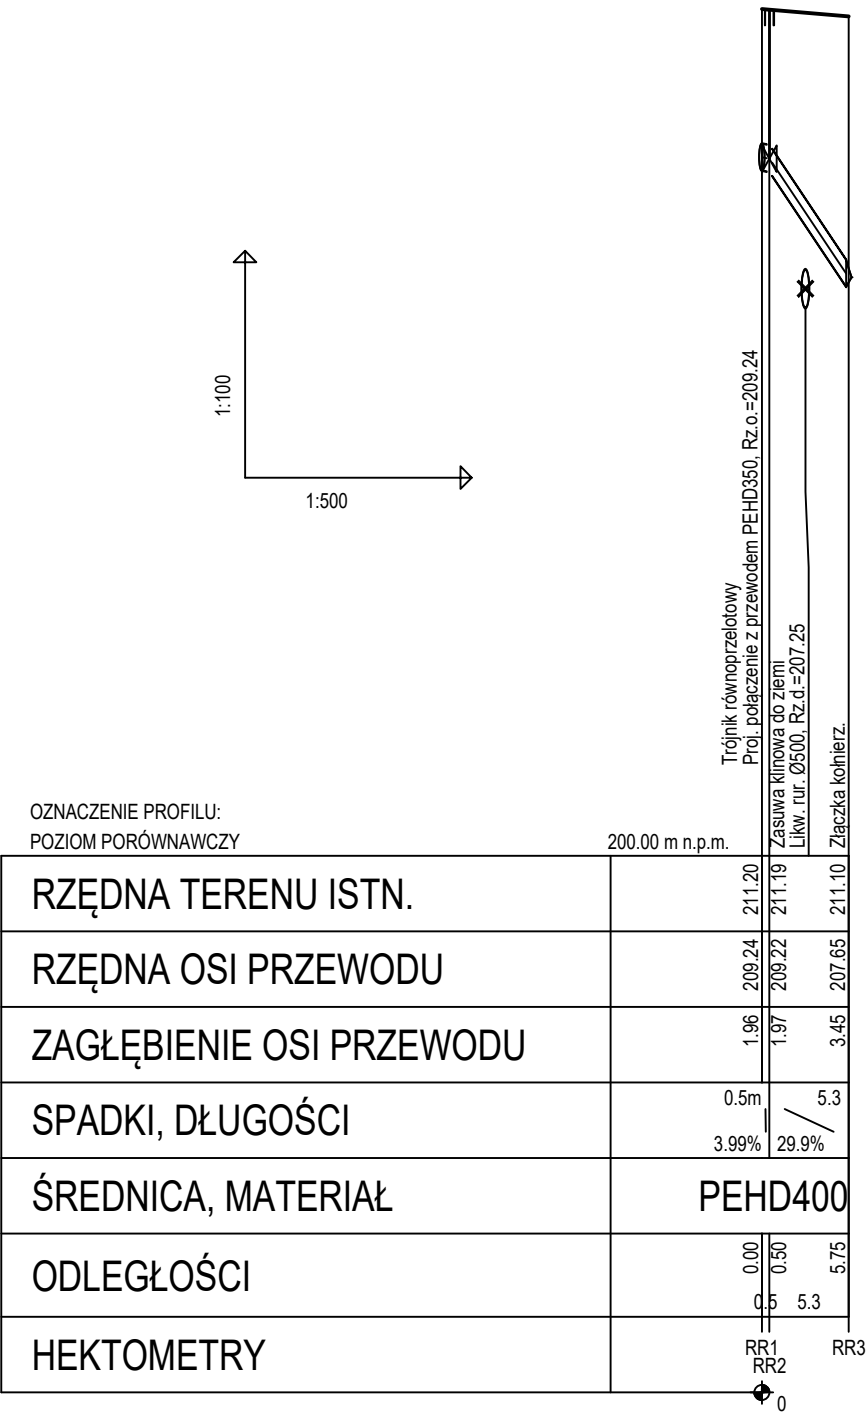 1:100
1:500
Trójnik równoprzelotowy
Proj. połączenie z przewodem PEHD350, Rz.o.=209.24
Zasuwa klinowa do ziemi
Likw. rur. Ø500, Rz.d.=207.25
Złączka kołnierz.
OZNACZENIE PROFILU:
POZIOM PORÓWNAWCZY 200.00 m n.p.m.
RZĘDNA TERENU ISTN. 211.20 211.19 211.10
RZĘDNA OSI PRZEWODU 209.24 209.22 207.65
ZAGŁĘBIENIE OSI PRZEWODU 1.96 1.97 3.45
SPADKI, DŁUGOŚCI 0.5m 5.3
3.99% 29.9%
ŚREDNICA, MATERIAŁ PEHD400
ODLEGŁOŚCI 0.00 0.50 5.75
0.5 5.3
HEKTOMETRY RR1 RR3
RR2
0